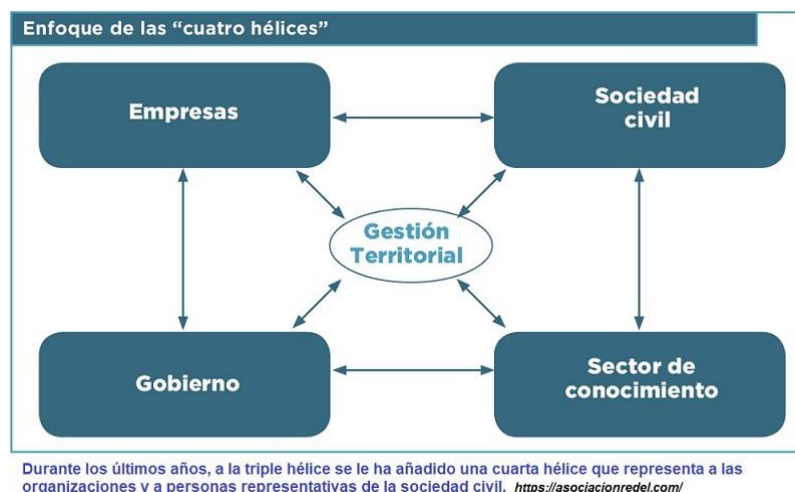 Enfoque de las “cuatro hélices”
Empresas
Sociedad
civil
Gestión
Territorial
Gobierno
Sector de
conocimiento
Durante los últimos años, a la triple hélice se le ha añadido una cuarta hélice que representa a las
organizaciones y a personas representativas de la sociedad civil. https://asociacionredel.com/